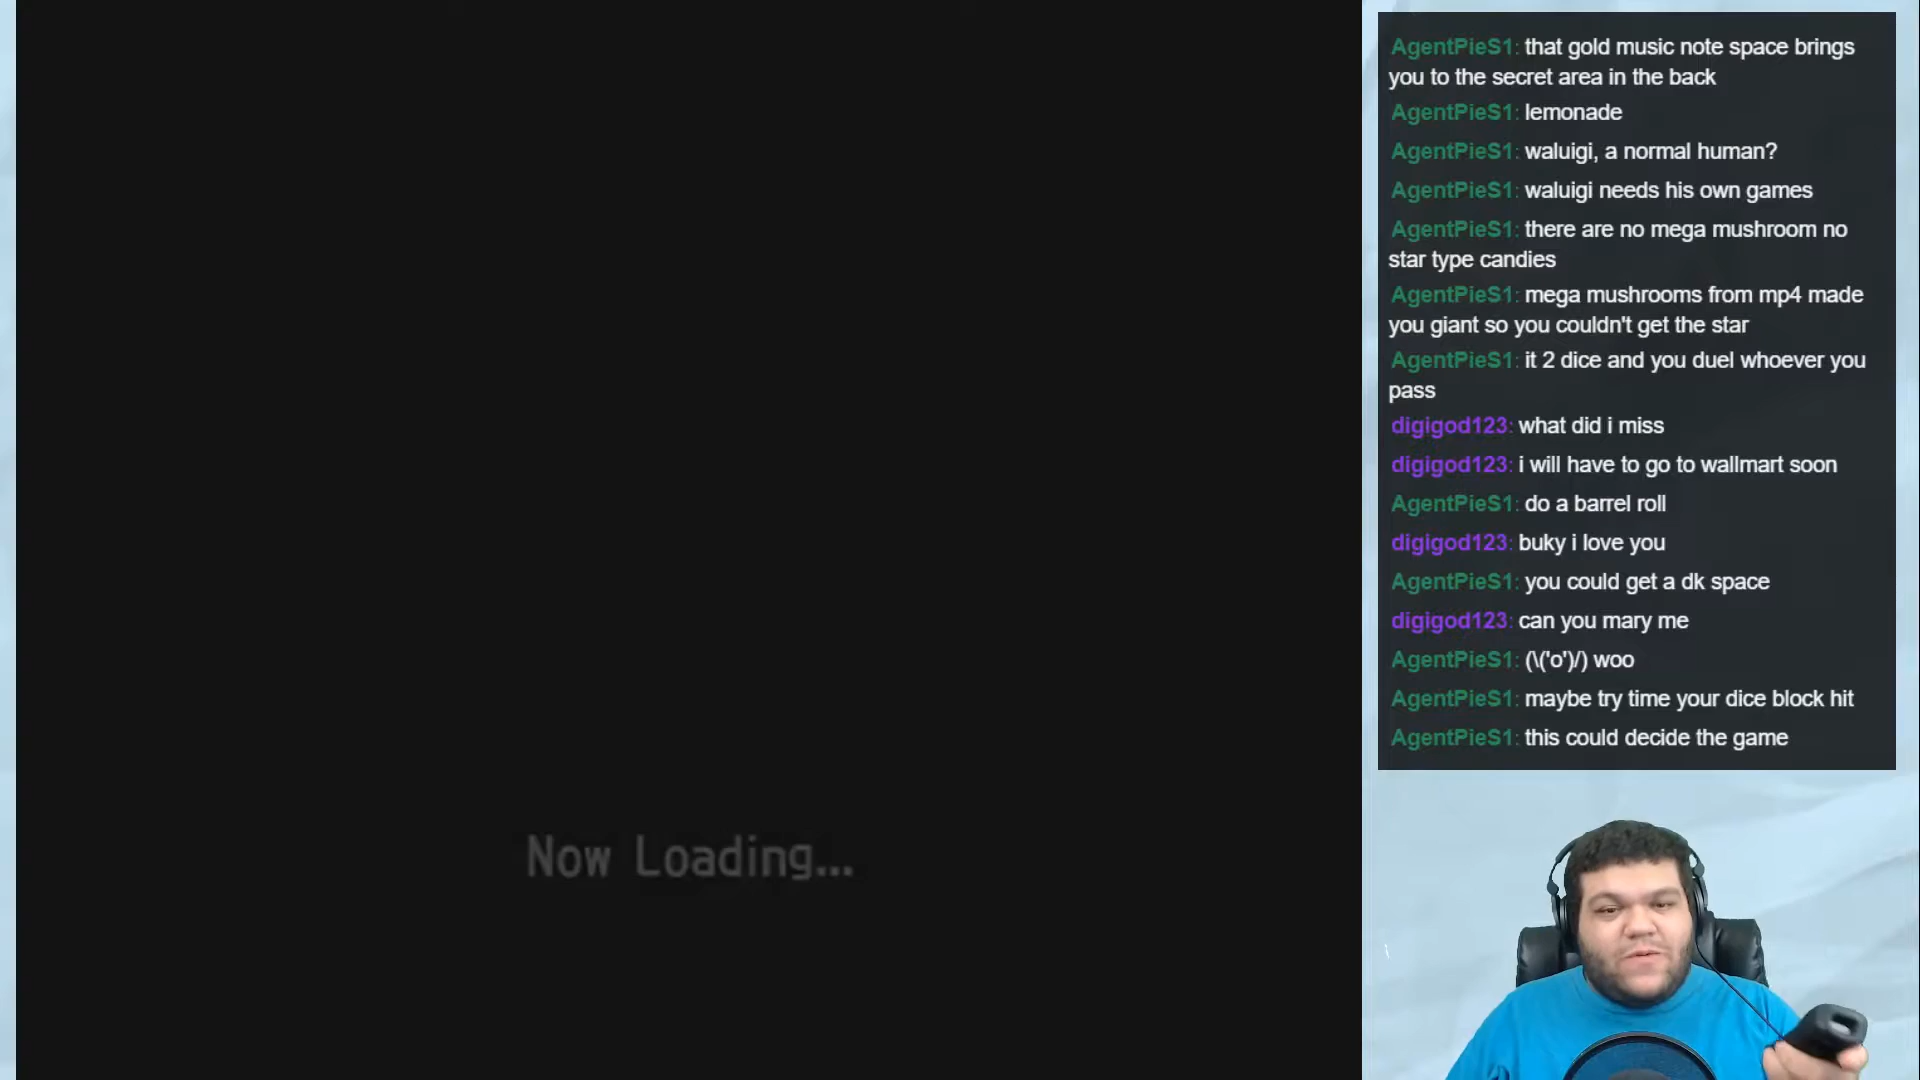 AgentPieS1: that gold music note space brings
you to the secret area in the back
AgentPieS1: lemonade
AgentPieS1: waluigi, a normal human?
AgentPieS1: waluigi needs his own games
AgentPieS1: there are no mega mushroom no
star type candies
AgentPieS1: mega mushrooms from mp4 made
you giant so you couldn't get the star
AgentPieS1: it 2 dice and you duel whoever you
pass
digigod123: what did i miss
digigod123: i will have to go to wallmart soon
AgentPieS1: do a barrel roll
digigod123: buky i love you
AgentPieS1: you could get a dk space
digigod123: can you mary me
AgentPieS1: (\('o')/) woo
AgentPieS1: maybe try time your dice block hit
AgentPieS1: this could decide the game
Now Loading...